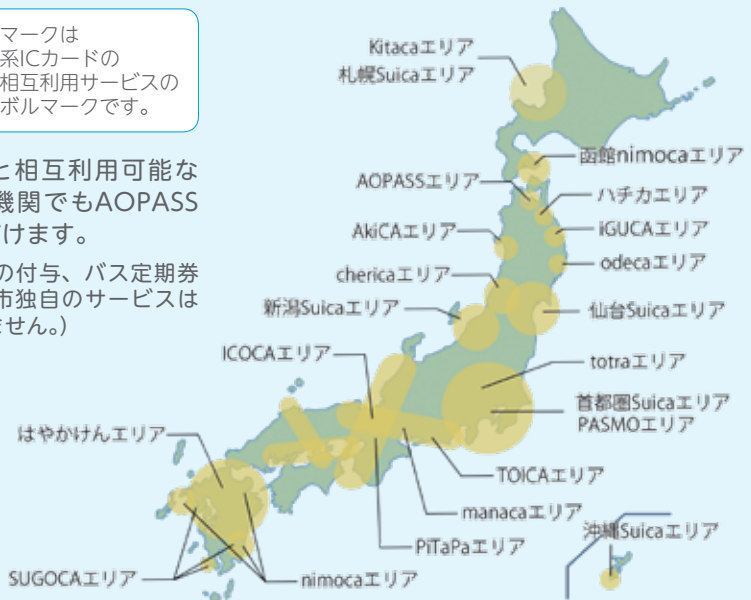 マークは
系ICカードの
相互利用サービスの
ボルマークです。
と相互利用可能な
機関でもAOPASS
けます。
の付与、バス定期券
市独自のサービスは
せん。)
Kitacaエリア
札幌Suicaエリア
函館nimocaエリア
AOPASSエリア
ハチカエリア
AkiCAエリア
iGUCAエリア
odecaエリア
chericaエリア
仙台Suicaエリア
新潟Suicaエリア
ICOCAエリア
totraエリア
首都圏Suicaエリア
PASMOエリア
はやかけんエリア
TOICAエリア
manacaエリア
沖縄Suicaエリア
PiTaPaエリア
SUGOCAエリア
nimocaエリア